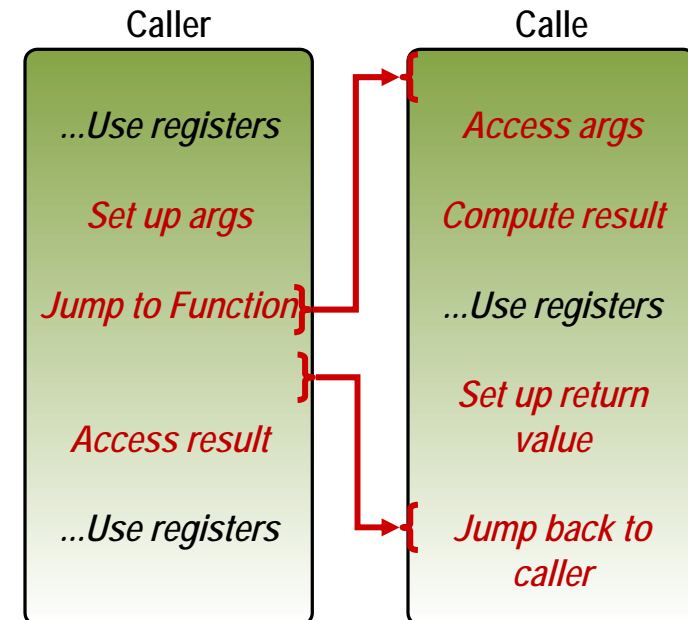 Caller
...Use registers
Set up args
Jump to Function
Access result
...Use registers
Calle
Access args
Compute result
...Use registers
Set up return
value
Jump back to
caller